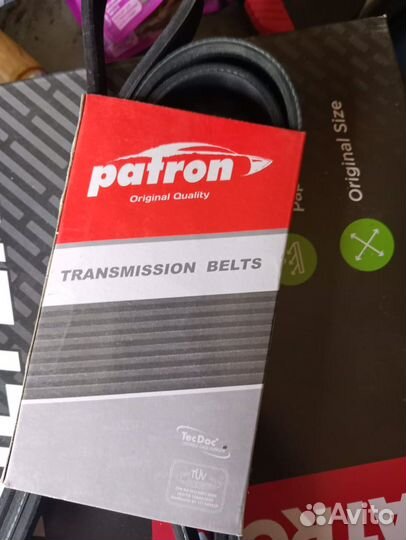 patron
Original Quality
TRANSMISSION BELTS
TecDoc
TÜV
Original Size
Avito